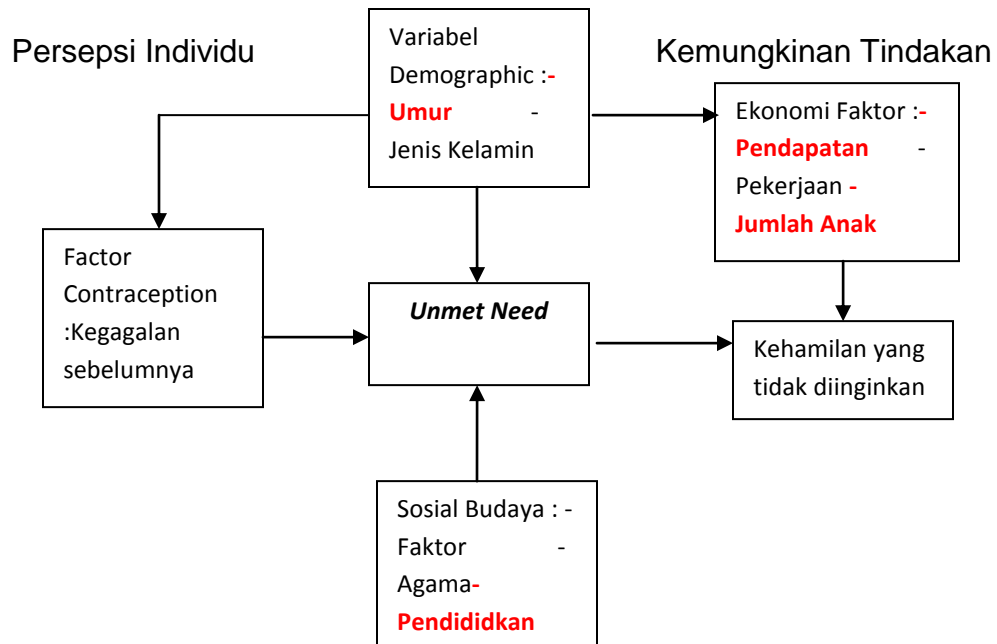 Persepsi Individu
Variabel
Demographic :-
Umur -
Jenis Kelamin
Kemungkinan Tindakan
Ekonomi Faktor :-
Pendapatan -
Pekerjaan -
Jumlah Anak
Factor
Contraception
:Kegagalan
sebelumnya
Unmet Need
Kehamilan yang
tidak diinginkan
Sosial Budaya : -
Faktor -
Agama-
Pendididkan